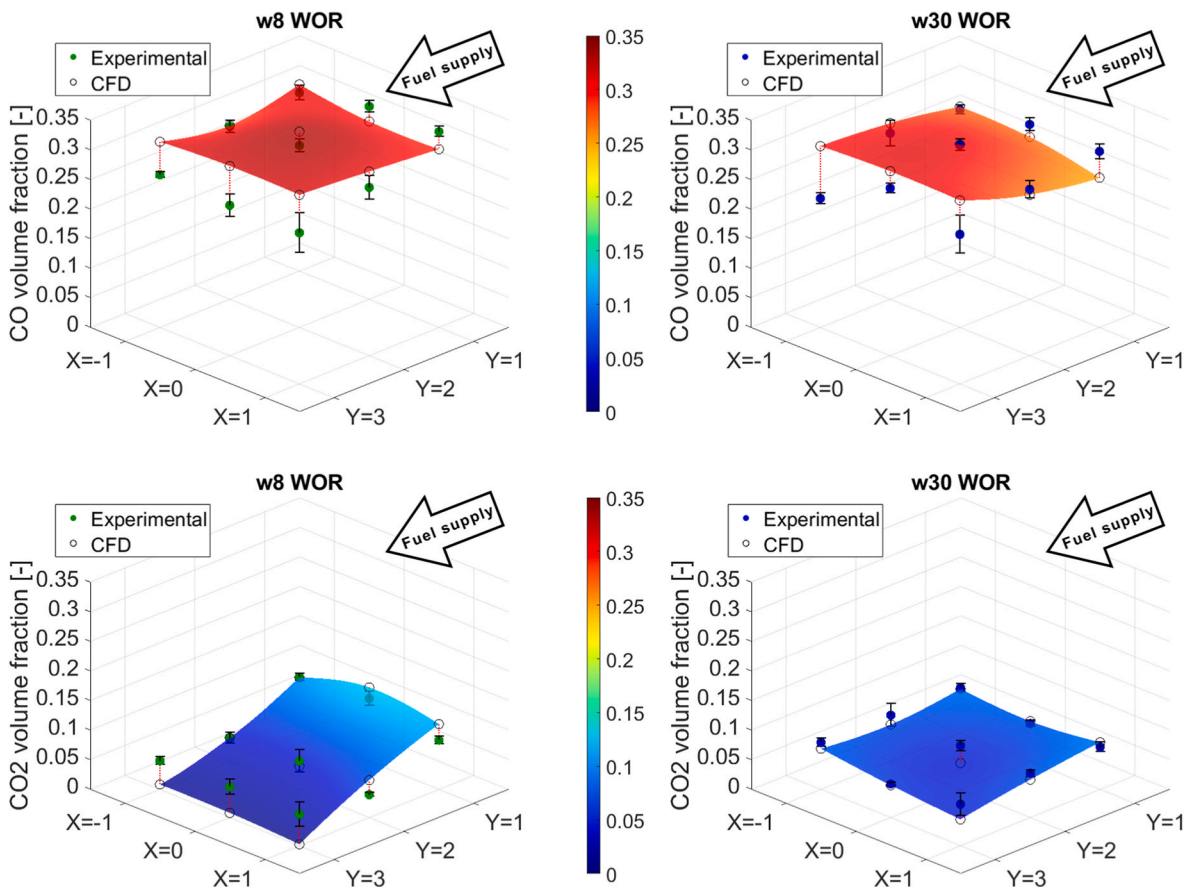 w8 WOR
Experimental
CFD
Fuel supply
CO volume fraction [-]
0.35
0.3
0.25
0.2
0.15
0.1
0.05
0
X=-1
X=0
X=1
Y=3
Y=2
Y=1
0.35
0.3
0.25
0.2
0.15
0.1
0.05
0
w30 WOR
Experimental
CFD
Fuel supply
CO volume fraction [-]
0.35
0.3
0.25
0.2
0.15
0.1
0.05
0
X=-1
X=0
X=1
Y=3
Y=2
Y=1
w8 WOR
Experimental
CFD
Fuel supply
CO2 volume fraction [-]
0.35
0.3
0.25
0.2
0.15
0.1
0.05
0
X=-1
X=0
X=1
Y=3
Y=2
Y=1
0.35
0.3
0.25
0.2
0.15
0.1
0.05
0
w30 WOR
Experimental
CFD
Fuel supply
CO2 volume fraction [-]
0.35
0.3
0.25
0.2
0.15
0.1
0.05
0
X=-1
X=0
X=1
Y=3
Y=2
Y=1